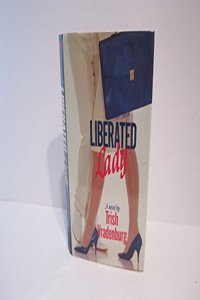 LIBERATED
Lady
A novel by
Trish
Vradenburg